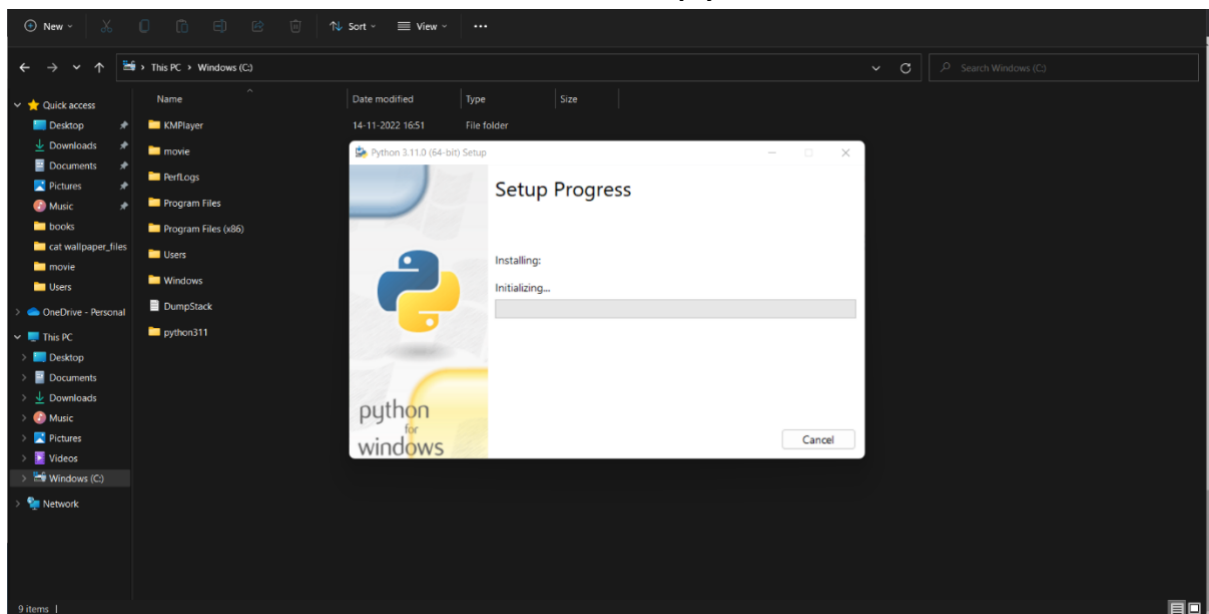 New Sort View ...
This PC > Windows (C:) Search Windows (C:)
Name Date modified Type Size
Quick access
Desktop
Downloads
Documents
Pictures
Music
books
cat wallpaper_files
movie
Users
OneDrive - Personal
This PC
Desktop
Documents
Downloads
Music
Pictures
Videos
Windows (C:)
Network
KMPlayer 14-11-2022 16:51 File folder
movie
PerfLogs
Program Files
Program Files (x86)
Users
Windows
DumpStack
python311
Python 3.11.0 (64-bit) Setup
Setup Progress
Installing:
Initializing...
python
for
windows
Cancel
9 items